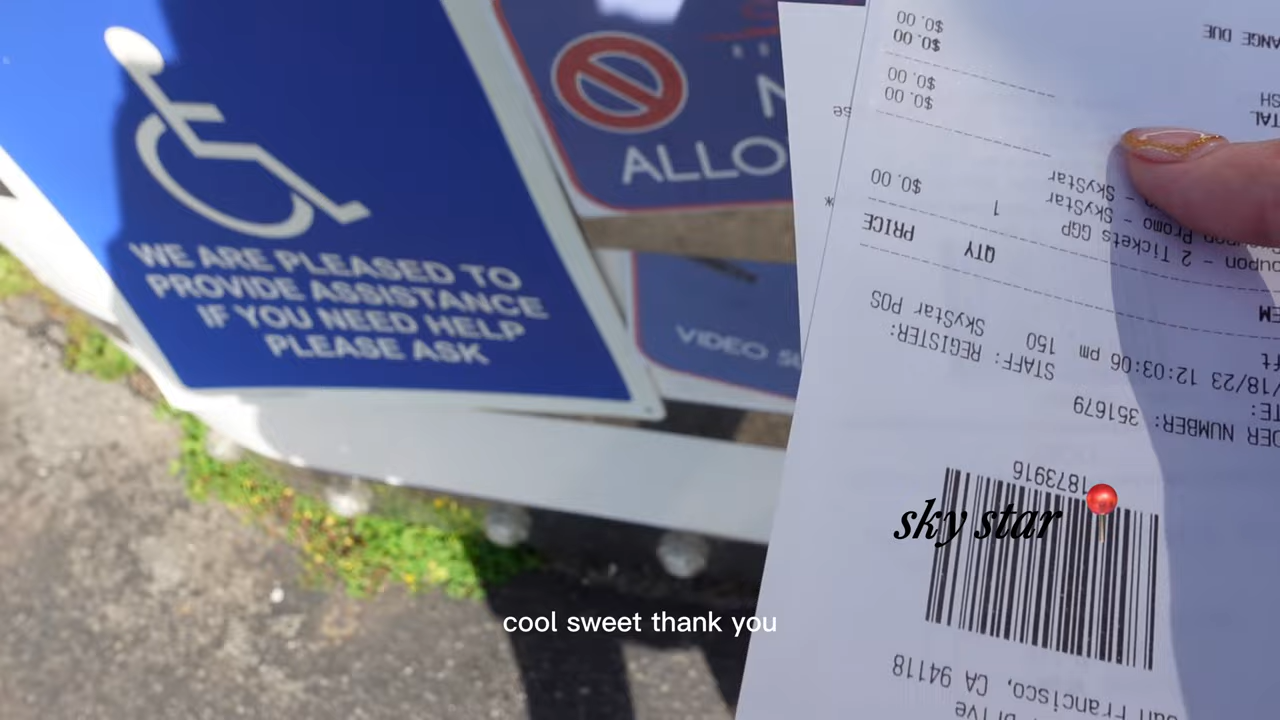 WE ARE PLEASED TO
PROVIDE ASSISTANCE
IF YOU NEED HELP
PLEASE ASK
ALLO
VIDEO
Francisco, CA 94118
1873916
NUMBER: 351679
/18/23 12:03:06 pm
STAFF: 150
REGISTER: SkyStar POS
QTY PRICE
2 Tickets GGP 1 $0.00
Promo - SkyStar
- SkyStar
$0.00
$0.00
$0.00
DUE $0.00
sky star
cool sweet thank you